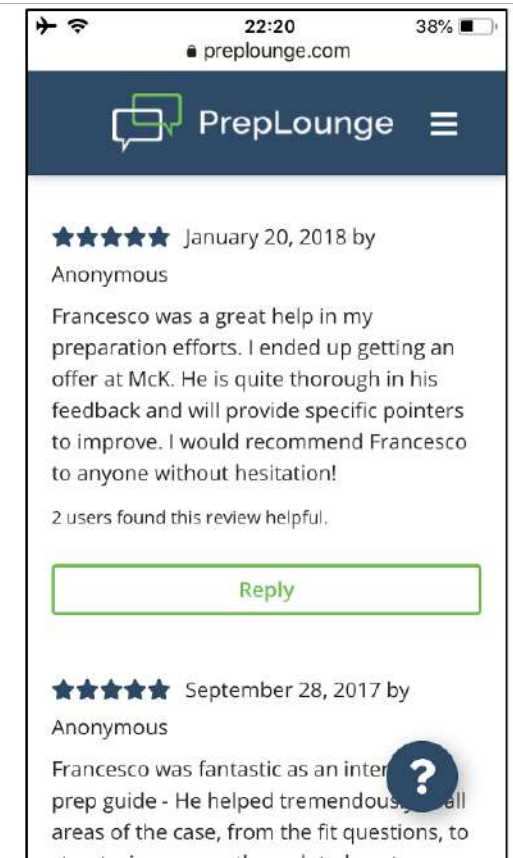 22:20
38%
preplounge.com
PrepLounge
January 20, 2018 by
Anonymous
Francesco was a great help in my
preparation efforts. I ended up getting an
offer at McK. He is quite thorough in his
feedback and will provide specific pointers
to improve. I would recommend Francesco
to anyone without hesitation!
2 users found this review helpful.
Reply
September 28, 2017 by
Anonymous
Francesco was fantastic as an
?
prep guide - He helped all
areas of the case, from the fit questions, to